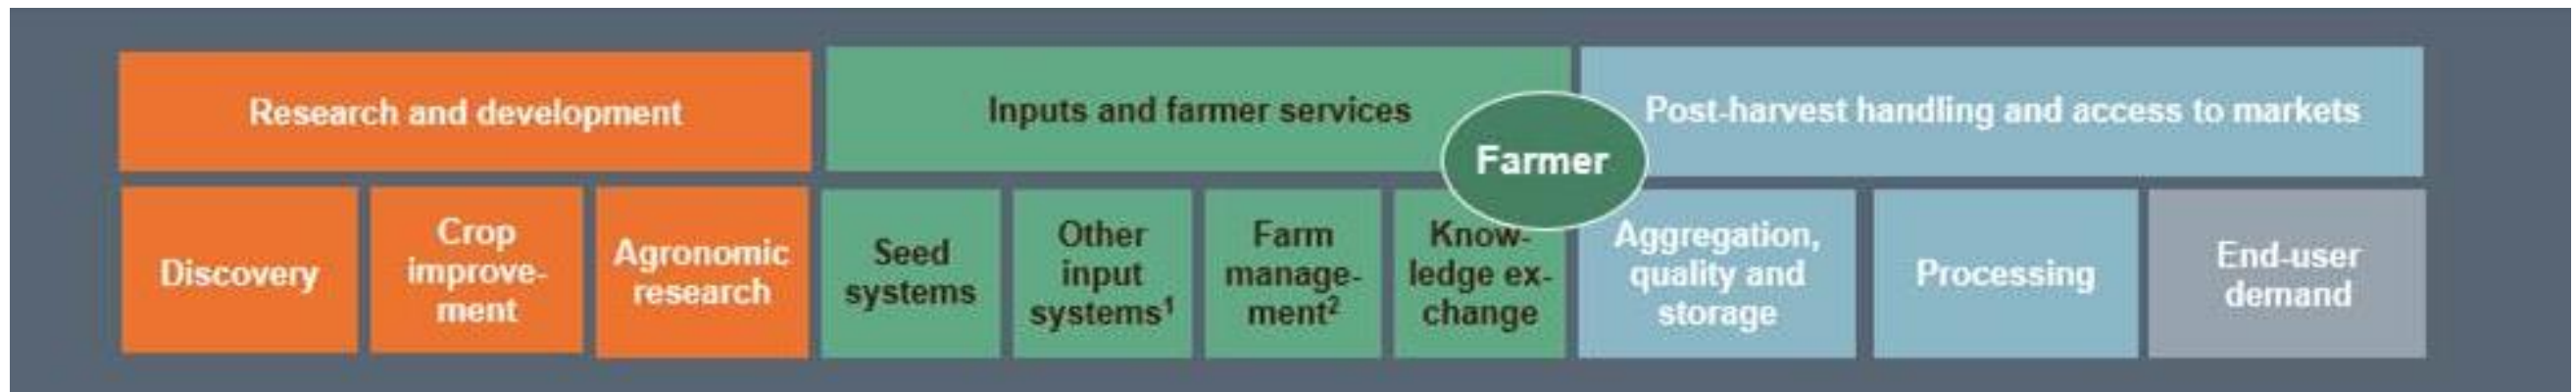 Research and development
Inputs and farmer services
Farmer
Post-harvest handling and access to markets
Discovery
Crop
improve-
ment
Agronomic
research
Seed
systems
Other
input
systems¹
Farm
manage-
ment²
Know-
ledge ex-
change
Aggregation,
quality and
storage
Processing
End-user
demand